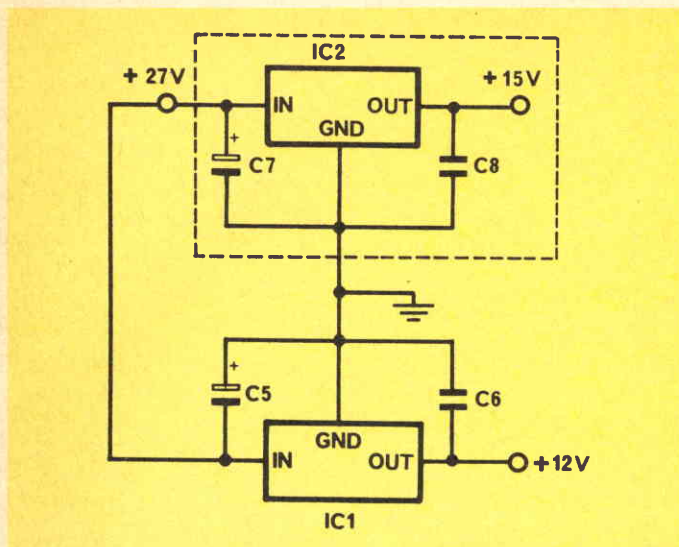 IC2
+ 27V
+ 15V
IN
OUT
GND
+
C7
C8
+
C5
C6
GND
IN
OUT
+12V
IC1